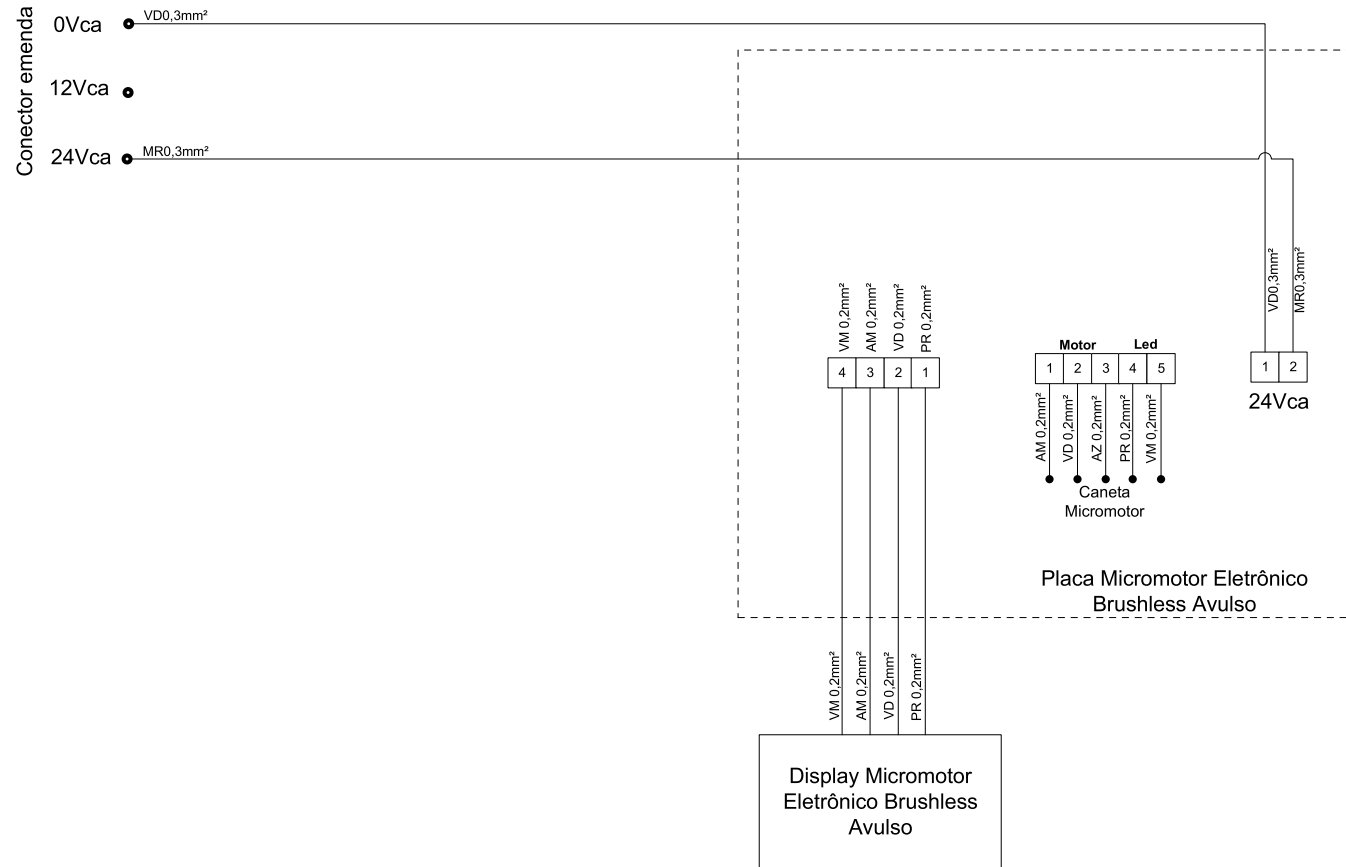 Conector emenda
0Vca
VD0,3mm²
12Vca
24Vca
MR0,3mm²
VD0,3mm²
MR0,3mm²
VM 0,2mm²
AM 0,2mm²
VD 0,2mm²
PR 0,2mm²
4 3 2 1
Motor Led
1 2 3 4 5
1 2
24Vca
AM 0,2mm²
VD 0,2mm²
AZ 0,2mm²
PR 0,2mm²
VM 0,2mm²
Caneta
Micromotor
Placa Micromotor Eletrônico
Brushless Avulso
VM 0,2mm²
AM 0,2mm²
VD 0,2mm²
PR 0,2mm²
Display Micromotor
Eletrônico Brushless
Avulso